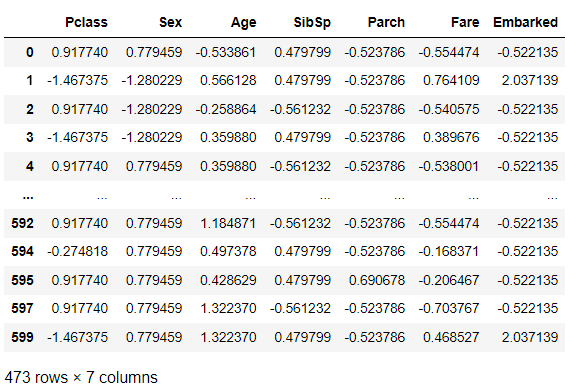 Pclass Sex Age SibSp Parch Fare Embarked
0 0.917740 0.779459 -0.533861 0.479799 -0.523786 -0.554474 -0.522135
1 -1.467375 -1.280229 0.566128 0.479799 -0.523786 0.764109 2.037139
2 0.917740 -1.280229 -0.258864 -0.561232 -0.523786 -0.540575 -0.522135
3 -1.467375 -1.280229 0.359880 0.479799 -0.523786 0.389676 -0.522135
4 0.917740 0.779459 0.359880 -0.561232 -0.523786 -0.538001 -0.522135
... ... ... ... ... ... ... ...
592 0.917740 0.779459 1.184871 -0.561232 -0.523786 -0.554474 -0.522135
594 -0.274818 0.779459 0.497378 0.479799 -0.523786 -0.168371 -0.522135
595 0.917740 0.779459 0.428629 0.479799 0.690678 -0.206467 -0.522135
597 0.917740 0.779459 1.322370 -0.561232 -0.523786 -0.703767 -0.522135
599 -1.467375 0.779459 1.322370 0.479799 -0.523786 0.468527 2.037139
473 rows × 7 columns